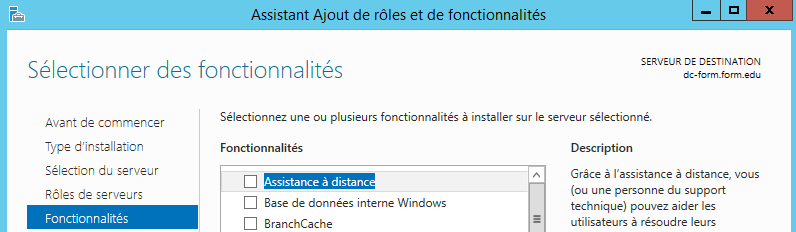 Assistant Ajout de rôles et de fonctionnalités
Sélectionner des fonctionnalités
SERVEUR DE DESTINATION
dc-form.form.edu
Avant de commencer
Type d'installation
Sélection du serveur
Rôles de serveurs
Fonctionnalités
Sélectionnez une ou plusieurs fonctionnalités à installer sur le serveur sélectionné.
Fonctionnalités
Assistance à distance
Base de données interne Windows
BranchCache
Description
Grâce à l'assistance à distance, vous
(ou une personne du support
technique) pouvez aider les
utilisateurs à résoudre leurs